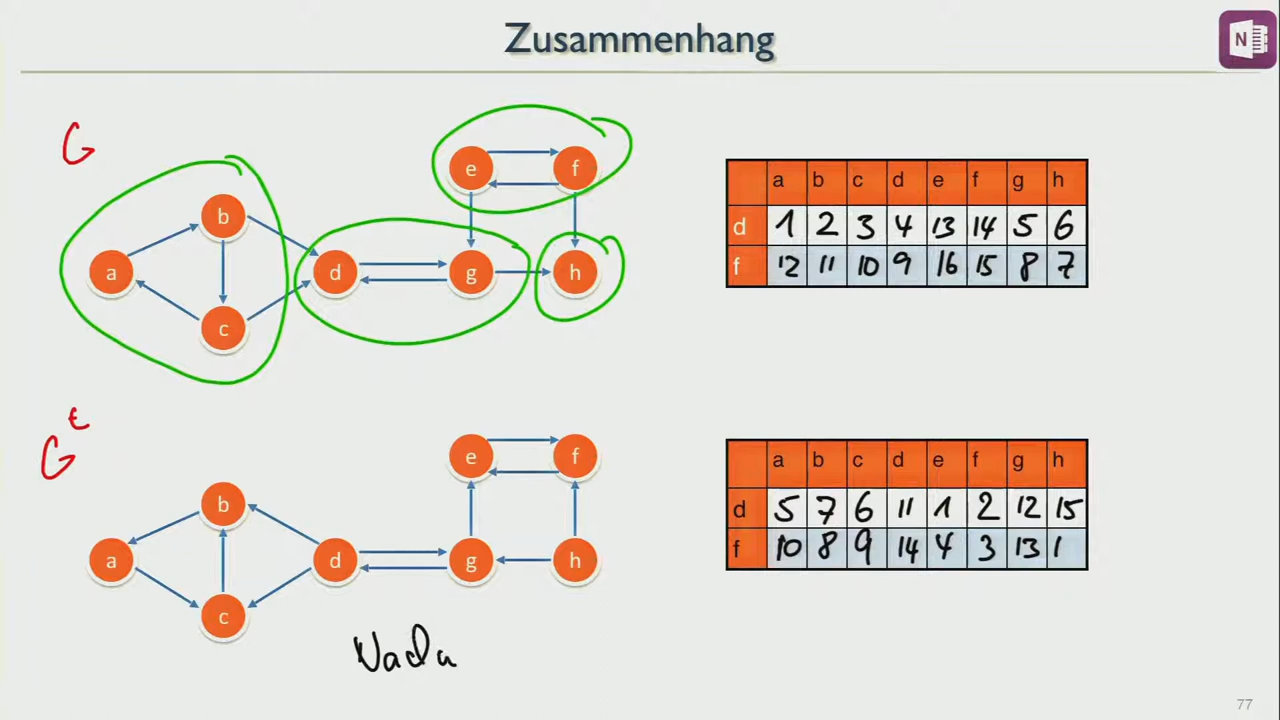 Zusammenhang
N
G
e f
b
a d g h
c
a b c d e f g h
d 1 2 3 4 13 14 5 6
f 12 11 10 9 16 15 8 7
G^t
e f
b
a d g h
c
a b c d e f g h
d 5 7 6 11 1 2 12 15
f 10 8 9 14 4 3 13 1
77